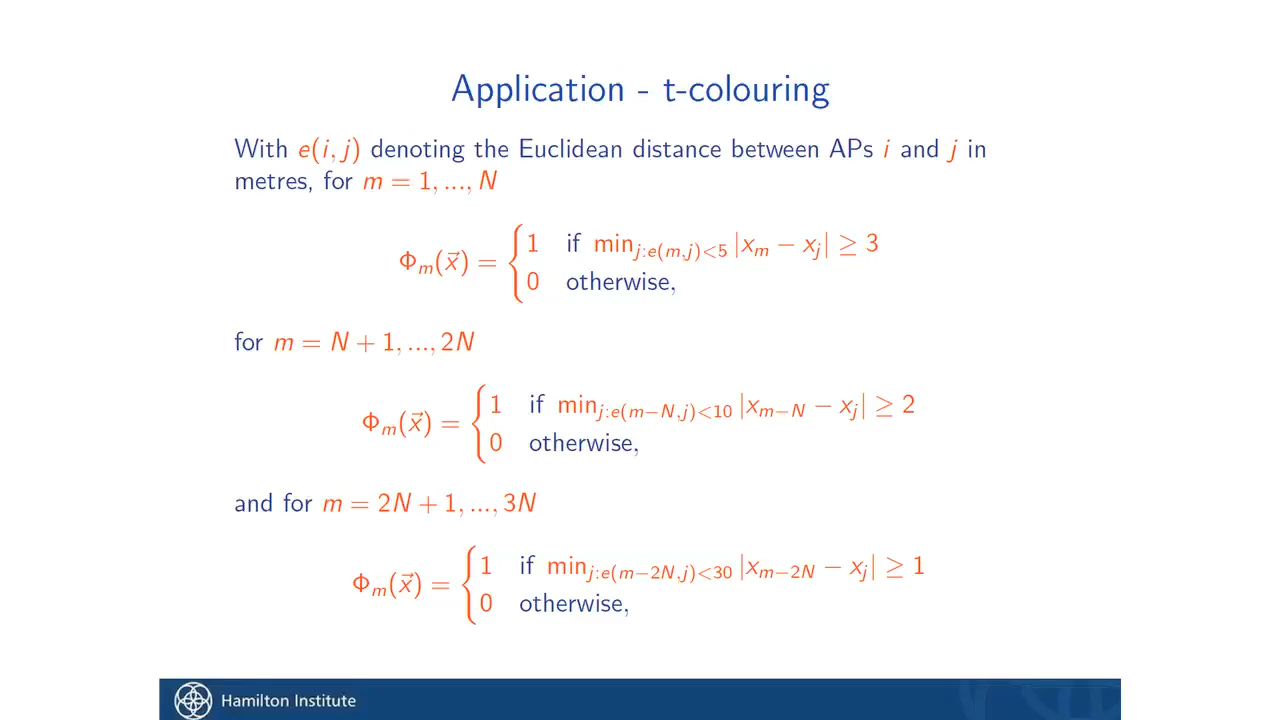 Application - t-colouring
With e(i, j) denoting the Euclidean distance between APs i and j in
metres, for m = 1, ..., N
Φ_m(x⃗) = { 1 if min_{j:e(m,j)<5} |x_m − x_j| ≥ 3
0 otherwise,
for m = N + 1, ..., 2N
Φ_m(x⃗) = { 1 if min_{j:e(m−N,j)<10} |x_{m−N} − x_j| ≥ 2
0 otherwise,
and for m = 2N + 1, ..., 3N
Φ_m(x⃗) = { 1 if min_{j:e(m−2N,j)<30} |x_{m−2N} − x_j| ≥ 1
0 otherwise,
Hamilton Institute